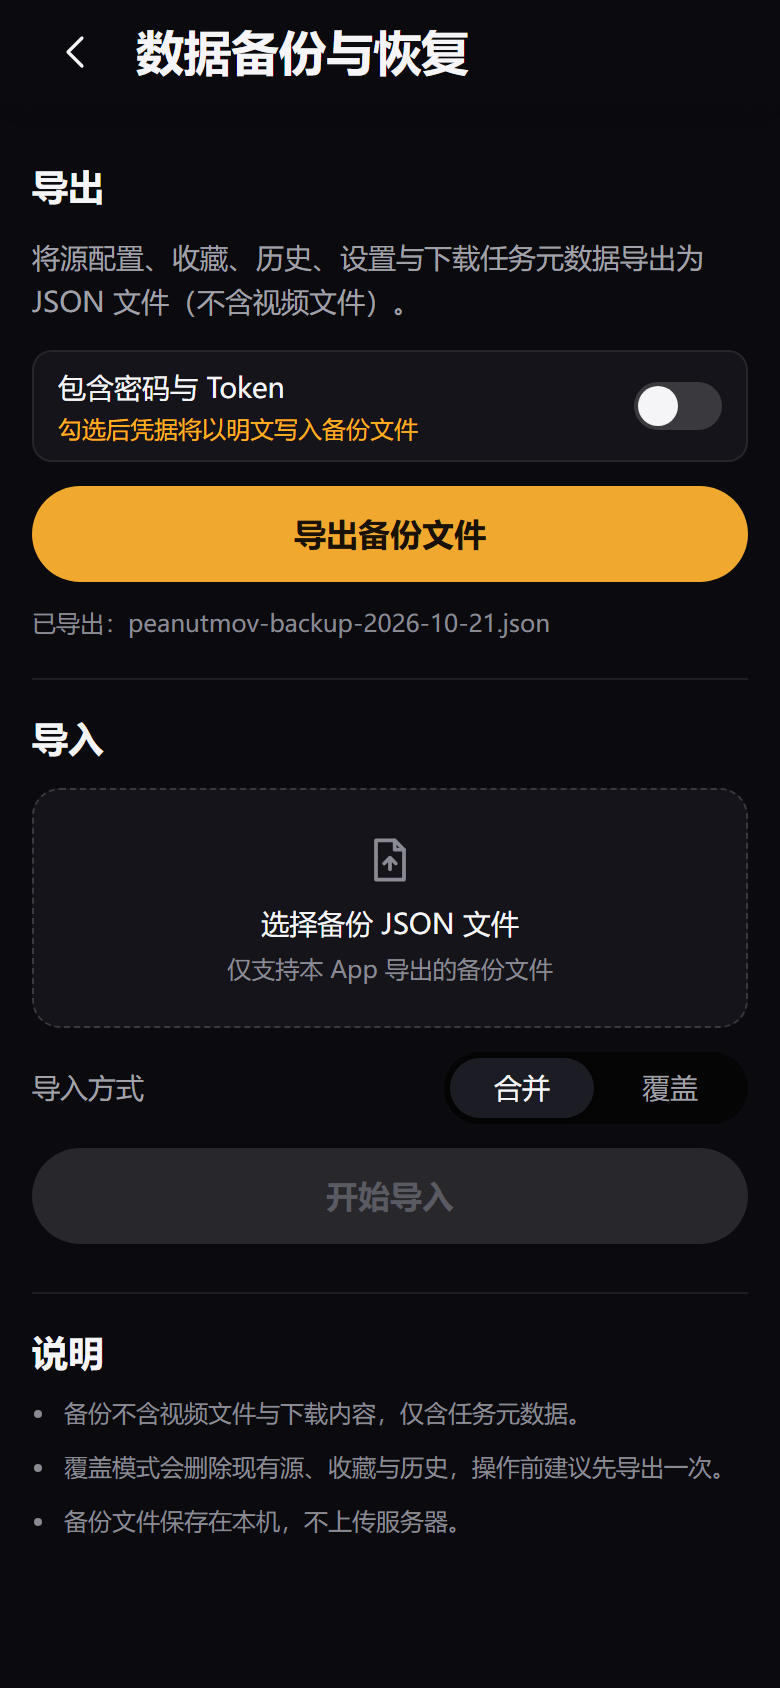 数据备份与恢复
导出
将源配置、收藏、历史、设置与下载任务元数据导出为
JSON 文件（不含视频文件）。
包含密码与 Token
勾选后凭据将以明文写入备份文件
导出备份文件
已导出：peanutmov-backup-2026-10-21.json
导入
选择备份 JSON 文件
仅支持本 App 导出的备份文件
导入方式
合并
覆盖
开始导入
说明
• 备份不含视频文件与下载内容，仅含任务元数据。
• 覆盖模式会删除现有源、收藏与历史，操作前建议先导出一次。
• 备份文件保存在本机，不上传服务器。